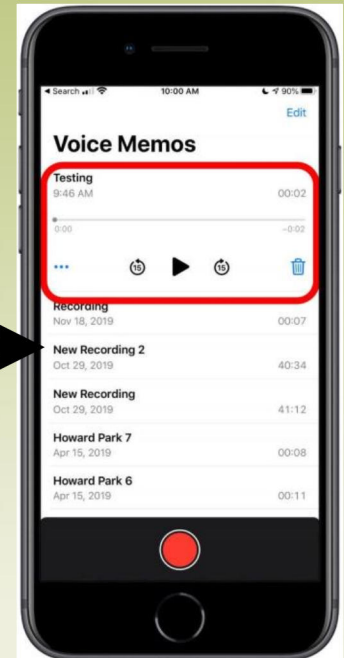 Search 10:00 AM 90%
Edit
Voice Memos
Testing
9:46 AM 00:02
0:00 -0:02
15 15
Recording
Nov 18, 2019 00:07
New Recording 2
Oct 29, 2019 40:34
New Recording
Oct 29, 2019 41:12
Howard Park 7
Apr 15, 2019 00:08
Howard Park 6
Apr 15, 2019 00:11